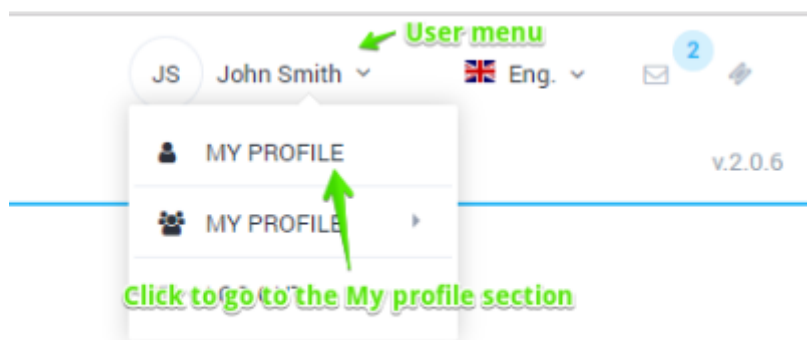 User menu
JS John Smith Eng. 2
MY PROFILE
v.2.0.6
MY PROFILE
Click to go to the My profile section